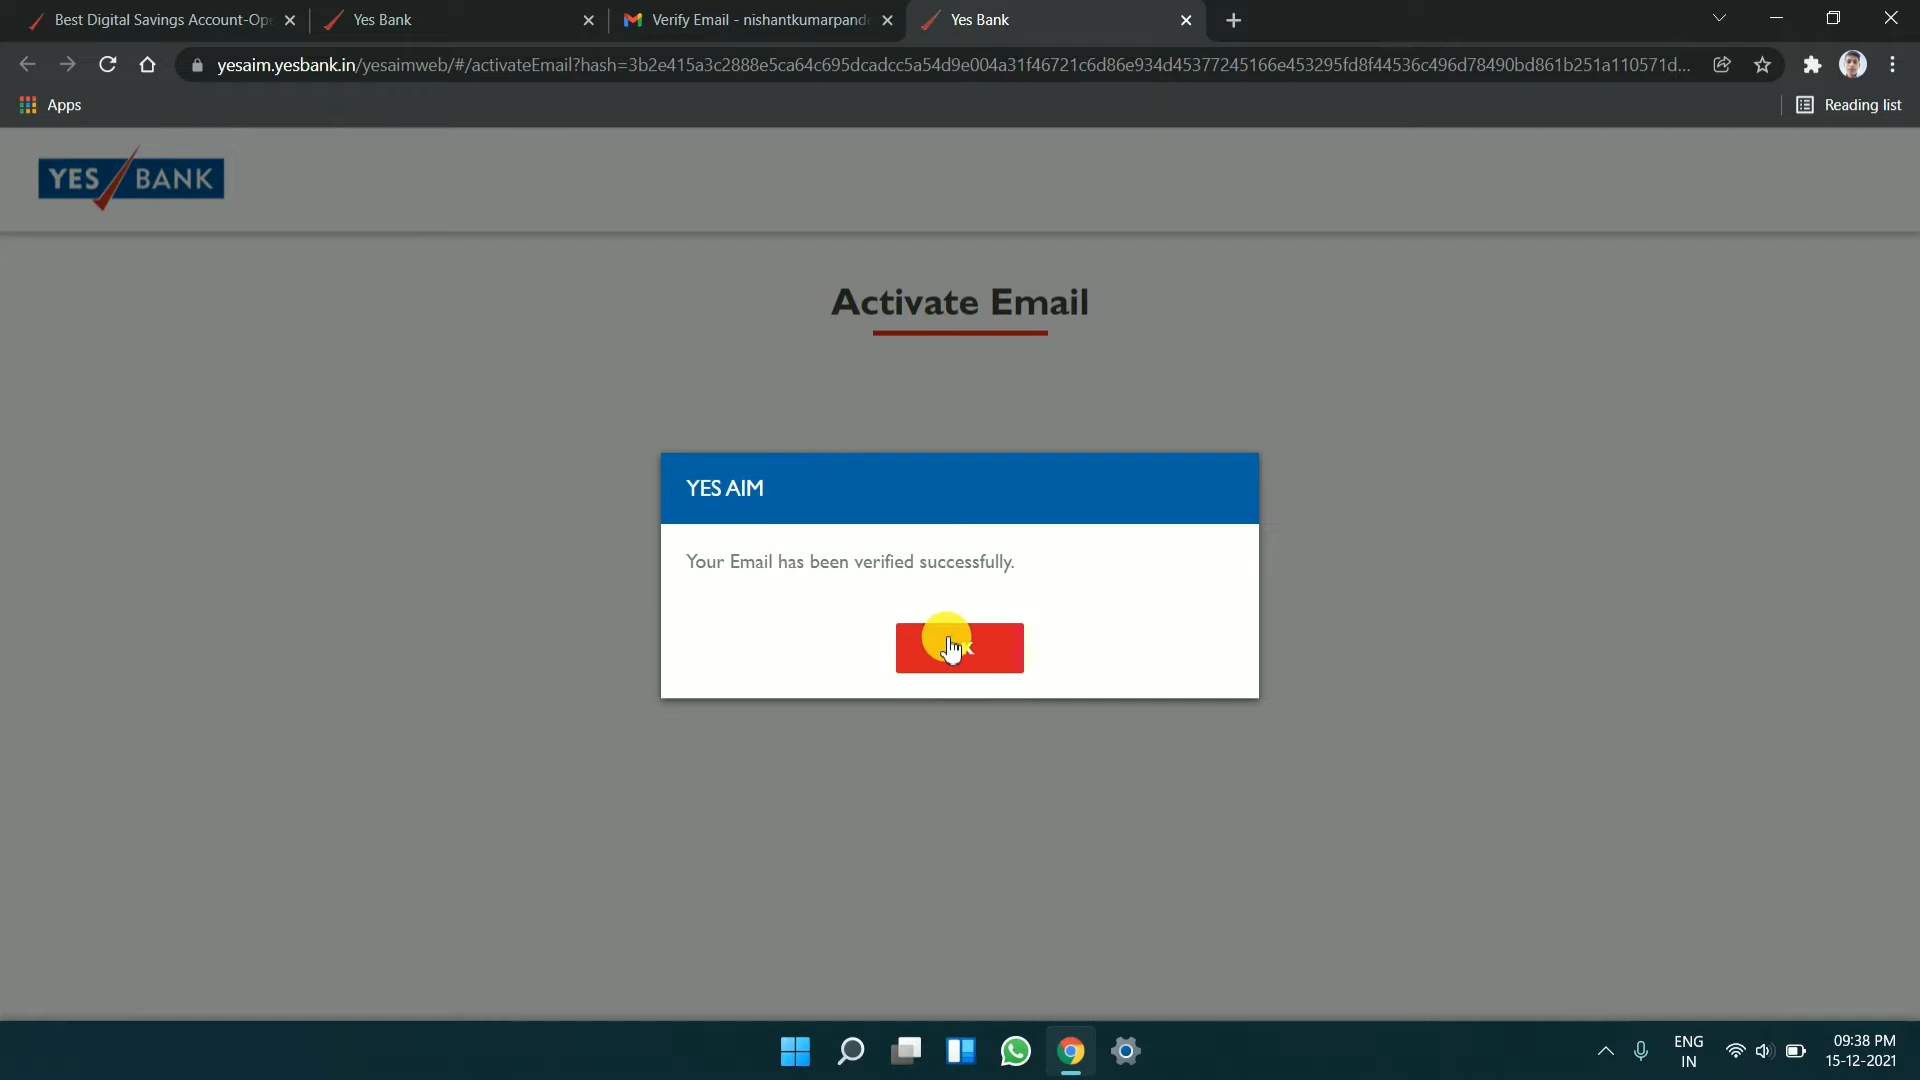 Best Digital Savings Account-Ope
Yes Bank
Verify Email - nishantkumarpande
Yes Bank
yesaim.yesbank.in/yesaimweb/#/activateEmail?hash=3b2e415a3c2888e5ca64c695dcadcc5a54d9e004a31f46721c6d86e934d45377245166e453295fd8f44536c496d78490bd861b251a110571d...
Apps
Reading list
YES BANK
Activate Email
YES AIM
Your Email has been verified successfully.
ENG
IN
09:38 PM
15-12-2021